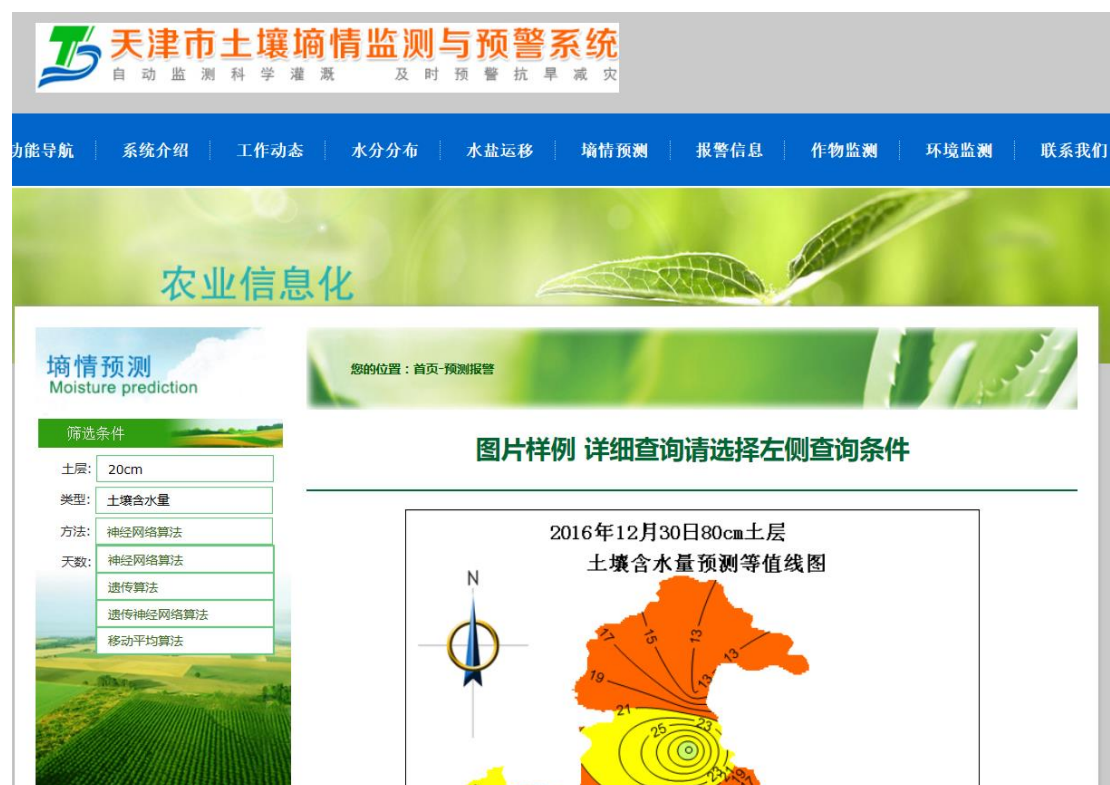 天津市土壤墒情监测与预警系统
自动监测科学灌溉 及时预警抗旱减灾
功能导航 系统介绍 工作动态 水分分布 水盐运移 墒情预测 报警信息 作物监测 环境监测 联系我们
农业信息化
墒情预测
Moisture prediction
您的位置：首页-预测报警
筛选条件
土层: 20cm
类型: 土壤含水量
方法: 神经网络算法
天数: 神经网络算法
遗传算法
遗传神经网络算法
移动平均算法
图片样例 详细查询请选择左侧查询条件
2016年12月30日80cm土层
土壤含水量预测等值线图
N
17 15 13
13
19 13
21
25 23
23 21 19 17